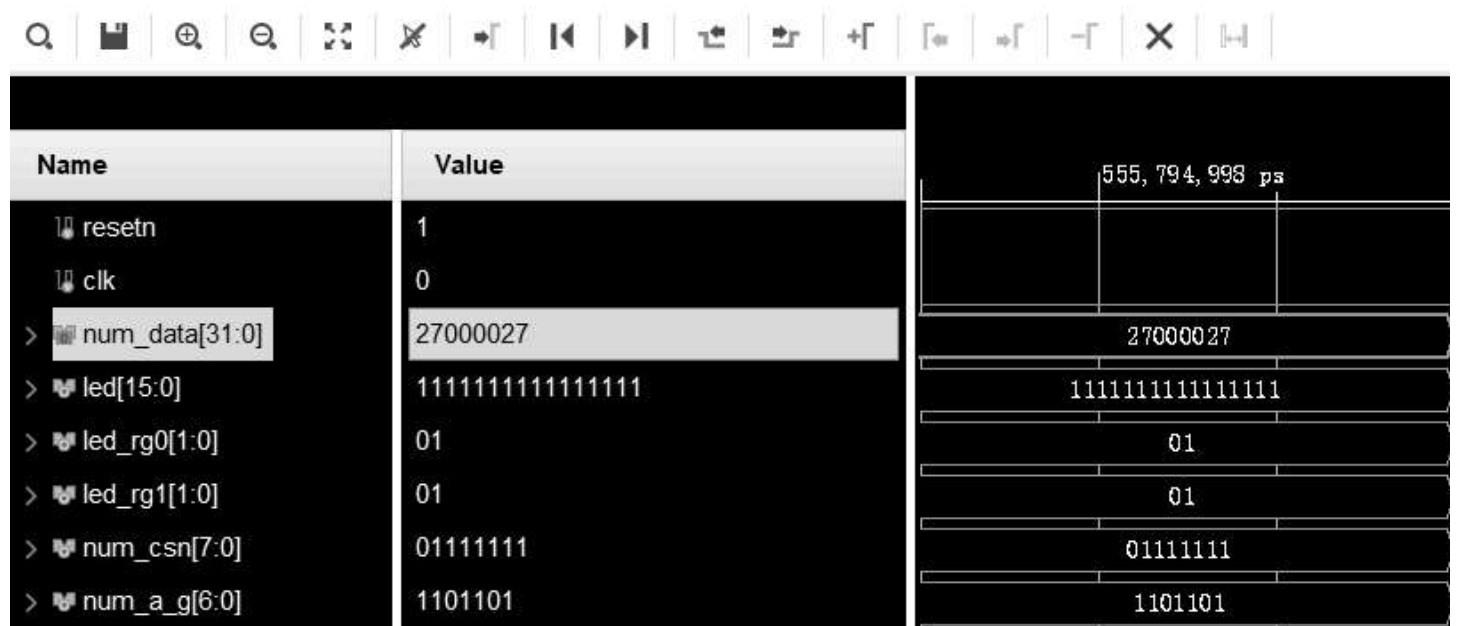 Name Value 555,794,998 ps
resetn 1
clk 0
num_data[31:0] 27000027 27000027
led[15:0] 1111111111111111 1111111111111111
led_rg0[1:0] 01 01
led_rg1[1:0] 01 01
num_csn[7:0] 01111111 01111111
num_a_g[6:0] 1101101 1101101